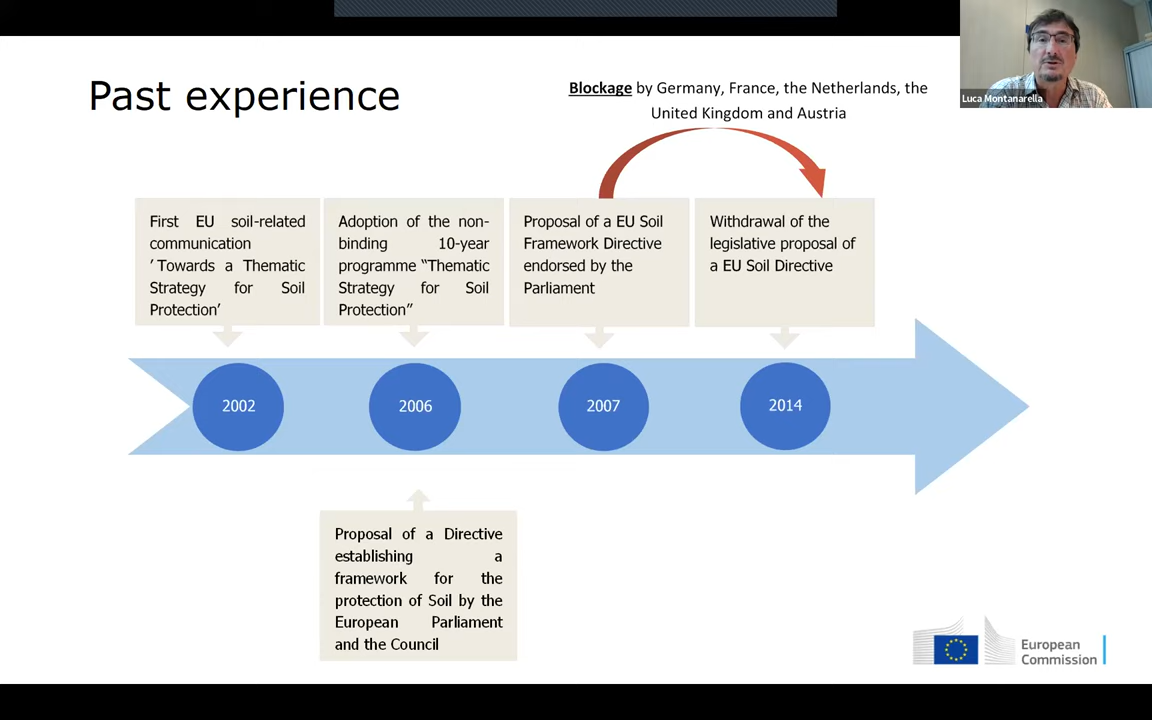 Past experience
Blockage by Germany, France, the Netherlands, the
United Kingdom and Austria
Luca Montanarella
First EU soil-related
communication
‘ Towards a Thematic
Strategy for Soil
Protection’
Adoption of the non-
binding 10-year
programme “Thematic
Strategy for Soil
Protection”
Proposal of a EU Soil
Framework Directive
endorsed by the
Parliament
Withdrawal of the
legislative proposal of
a EU Soil Directive
2002
2006
2007
2014
Proposal of a Directive
establishing a
framework for the
protection of Soil by the
European Parliament
and the Council
European
Commission